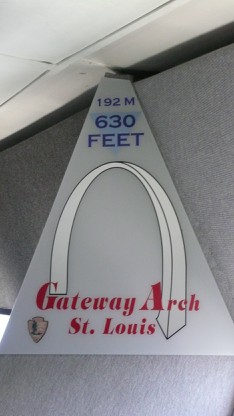 192 M
630
FEET
Gateway Arch
St. Louis